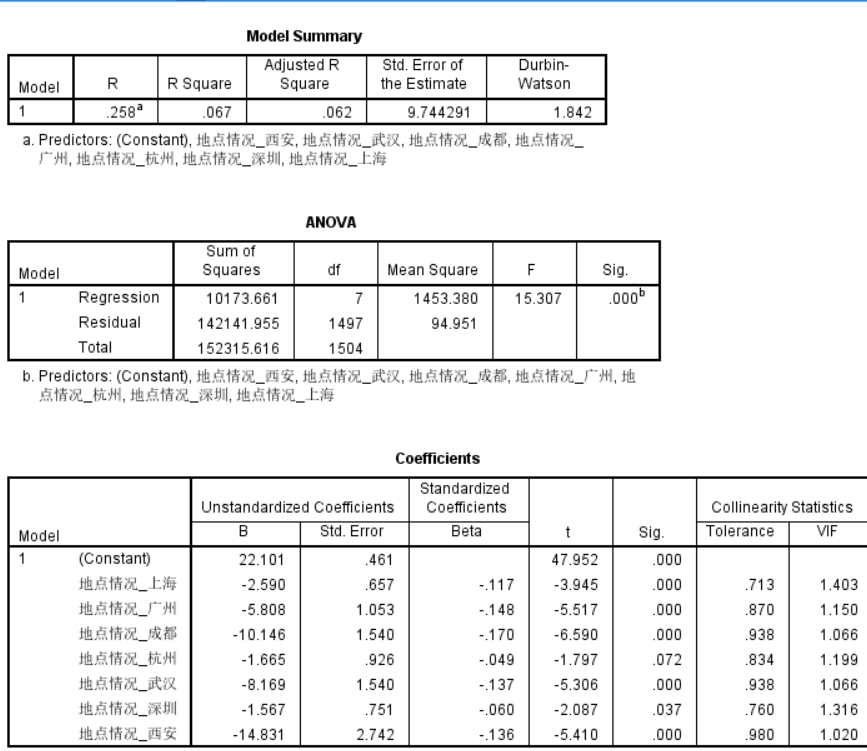 Model Summary
Model R R Square Adjusted R Square Std. Error of the Estimate Durbin-Watson
1 .258a .067 .062 9.744291 1.842
a. Predictors: (Constant), 地点情况_西安, 地点情况_武汉, 地点情况_成都, 地点情况_
广州, 地点情况_杭州, 地点情况_深圳, 地点情况_上海
ANOVA
Model Sum of Squares df Mean Square F Sig.
1 Regression 10173.661 7 1453.380 15.307 .000b
Residual 142141.955 1497 94.951
Total 152315.616 1504
b. Predictors: (Constant), 地点情况_西安, 地点情况_武汉, 地点情况_成都, 地点情况_广州, 地
点情况_杭州, 地点情况_深圳, 地点情况_上海
Coefficients
Model Unstandardized Coefficients Standardized Coefficients t Sig. Collinearity Statistics
B Std. Error Beta Tolerance VIF
1 (Constant) 22.101 .461 47.952 .000
地点情况_上海 -2.590 .657 -.117 -3.945 .000 .713 1.403
地点情况_广州 -5.808 1.053 -.148 -5.517 .000 .870 1.150
地点情况_成都 -10.146 1.540 -.170 -6.590 .000 .938 1.066
地点情况_杭州 -1.665 .926 -.049 -1.797 .072 .834 1.199
地点情况_武汉 -8.169 1.540 -.137 -5.306 .000 .938 1.066
地点情况_深圳 -1.567 .751 -.060 -2.087 .037 .760 1.316
地点情况_西安 -14.831 2.742 -.136 -5.410 .000 .980 1.020